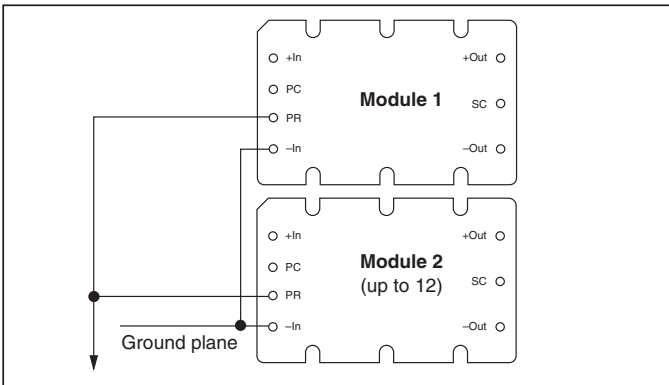 +In
+Out
PC
Module 1
SC
PR
–In
–Out
+In
+Out
PC
Module 2
(up to 12)
SC
PR
–In
–Out
Ground plane